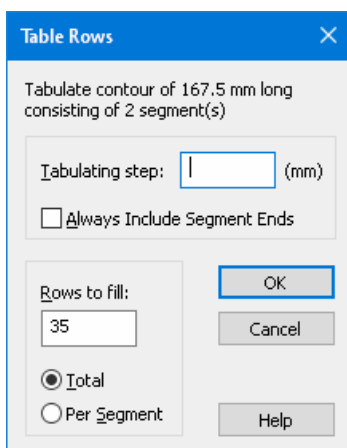 Table Rows
Tabulate contour of 167.5 mm long
consisting of 2 segment(s)
Tabulating step:
(mm)
Always Include Segment Ends
Rows to fill:
35
Total
Per Segment
OK
Cancel
Help